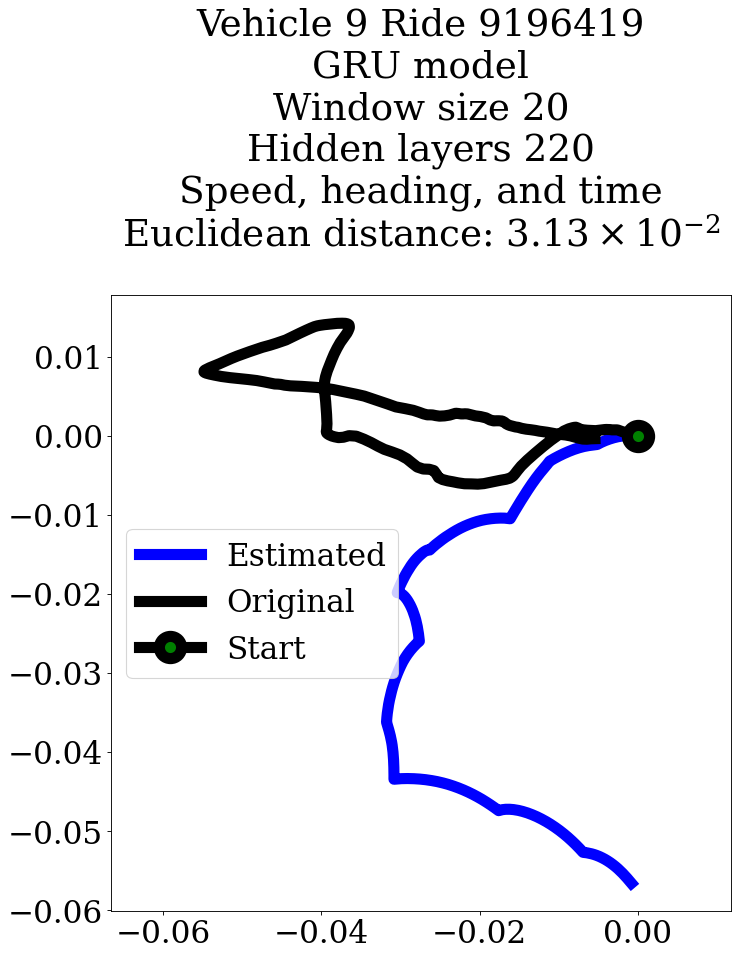 Vehicle 9 Ride 9196419
GRU model
Window size 20
Hidden layers 220
Speed, heading, and time
Euclidean distance: 3.13 × 10⁻²
0.01
0.00
−0.01
−0.02
−0.03
−0.04
−0.05
−0.06
Estimated
Original
Start
−0.06 −0.04 −0.02 0.00